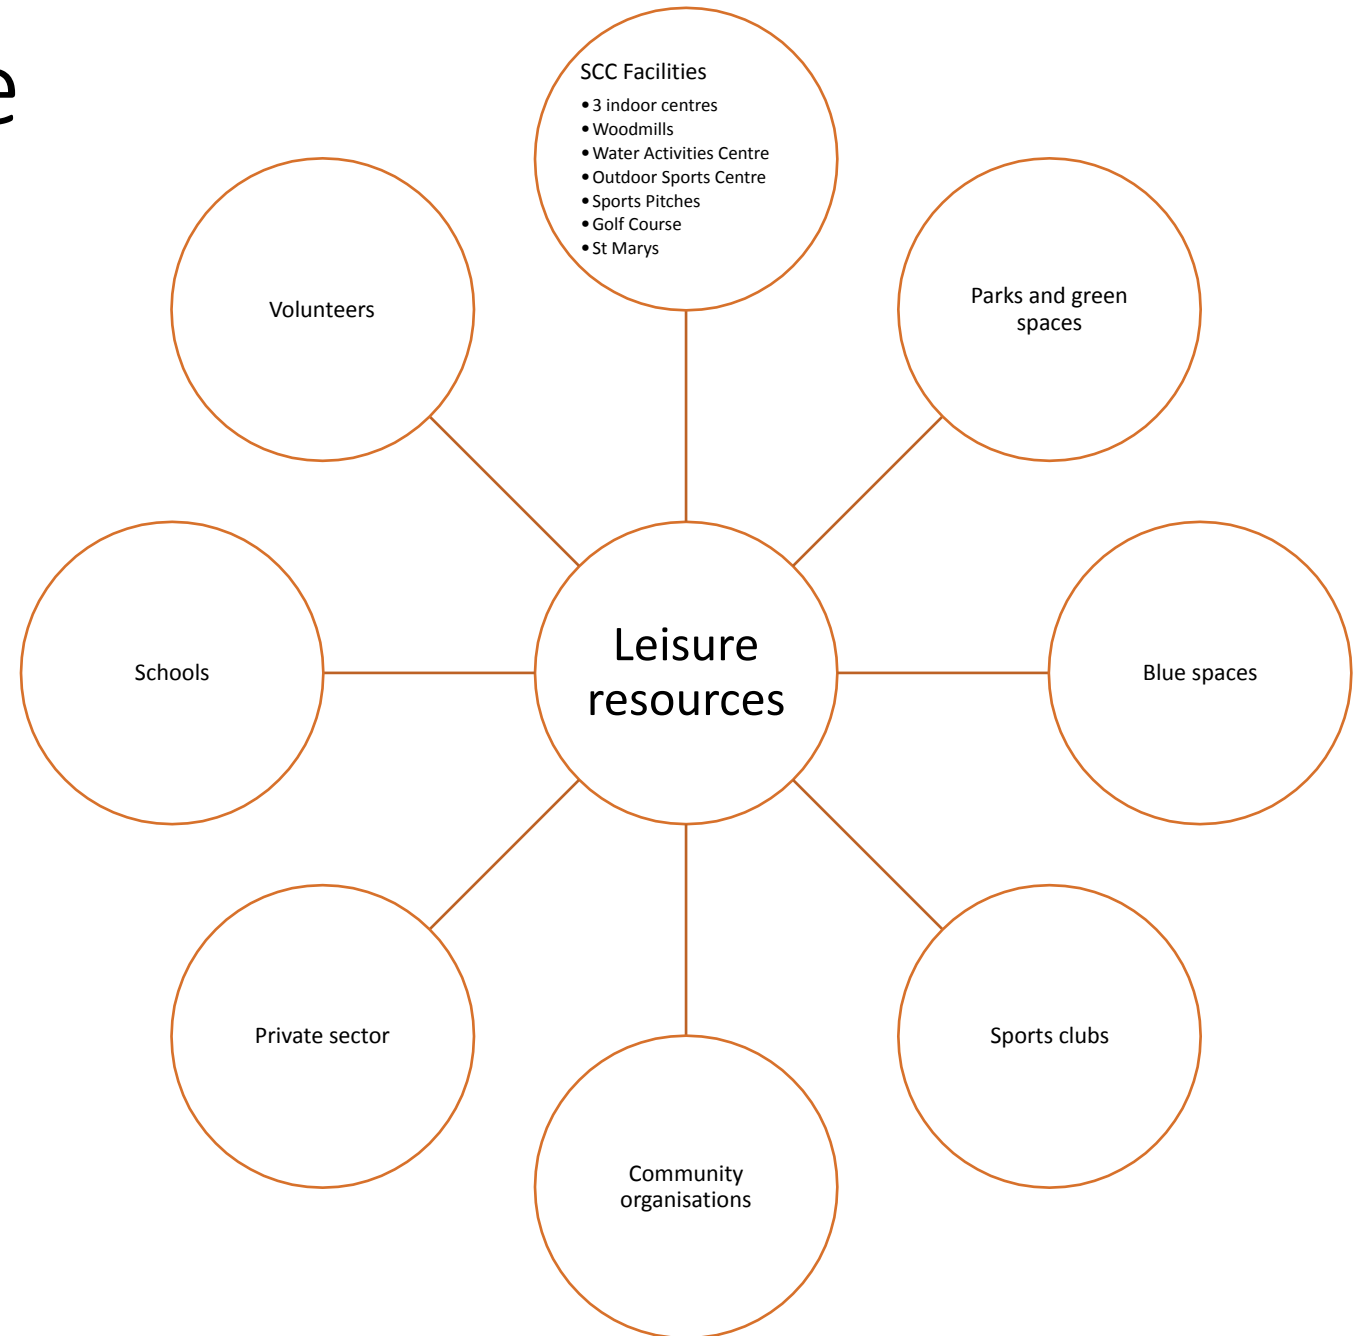 e
SCC Facilities
• 3 indoor centres
• Woodmills
• Water Activities Centre
• Outdoor Sports Centre
• Sports Pitches
• Golf Course
• St Marys
Parks and green
spaces
Blue spaces
Sports clubs
Community
organisations
Private sector
Schools
Volunteers
Leisure
resources